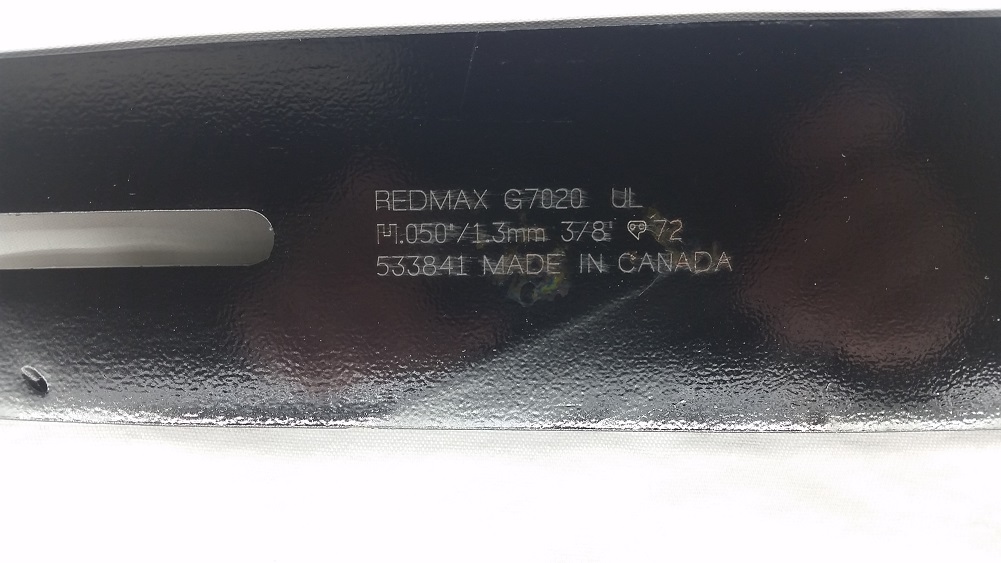 REDMAX G7020 UL
.050"/1.3mm 3/8" 72
533841 MADE IN CANADA